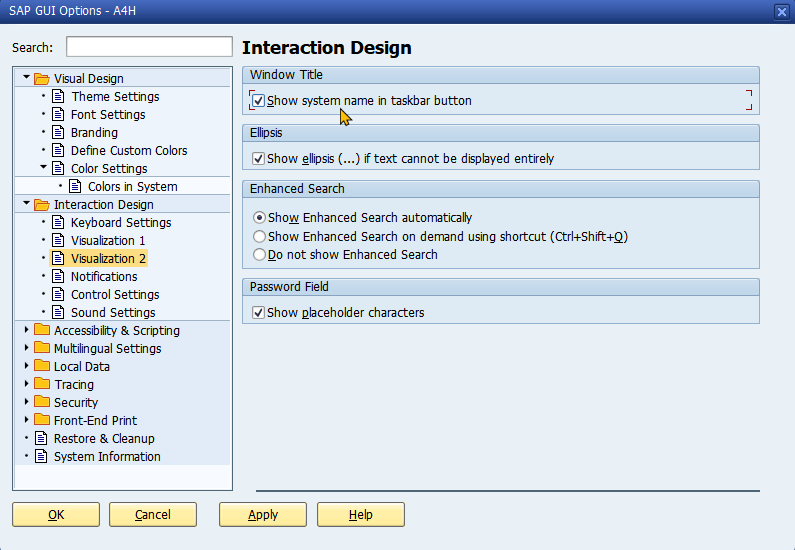 SAP GUI Options - A4H
Search:
Interaction Design
Visual Design
Theme Settings
Font Settings
Branding
Define Custom Colors
Color Settings
Colors in System
Interaction Design
Keyboard Settings
Visualization 1
Visualization 2
Notifications
Control Settings
Sound Settings
Accessibility & Scripting
Multilingual Settings
Local Data
Tracing
Security
Front-End Print
Restore & Cleanup
System Information
Window Title
Show system name in taskbar button
Ellipsis
Show ellipsis (...) if text cannot be displayed entirely
Enhanced Search
Show Enhanced Search automatically
Show Enhanced Search on demand using shortcut (Ctrl+Shift+Q)
Do not show Enhanced Search
Password Field
Show placeholder characters
OK Cancel Apply Help